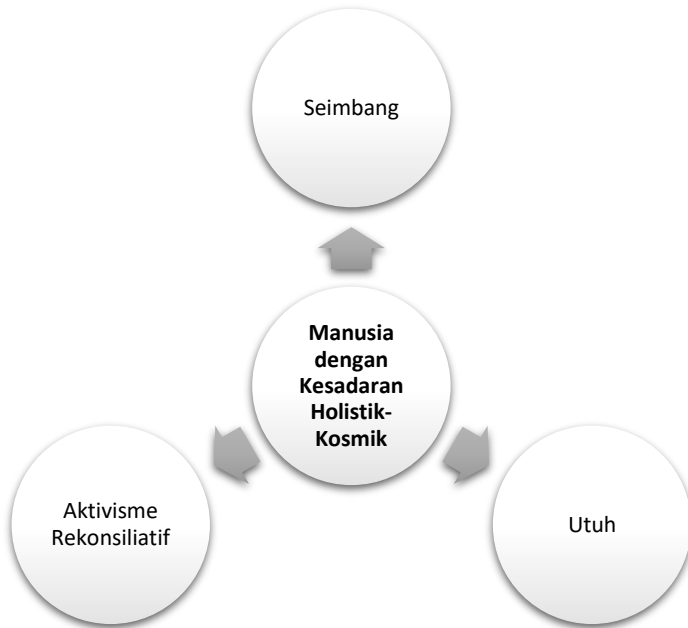 Seimbang
Manusia
dengan
Kesadaran
Holistik-
Kosmik
Aktivisme
Rekonsiliatif
Utuh